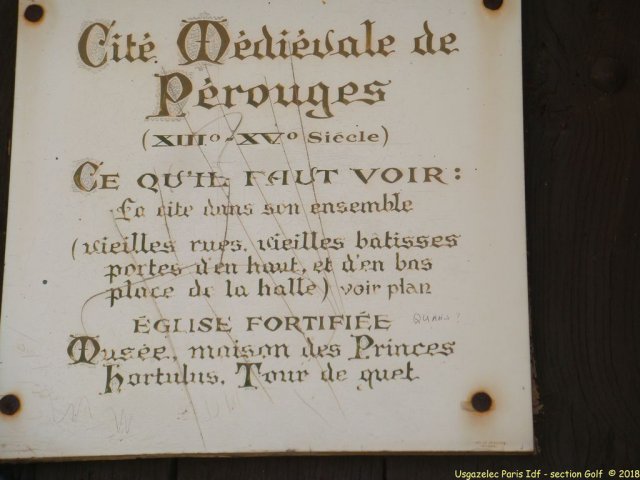 Cité Médiévale de
Pérouges
(XIIIº-XVº Siècle)
CE QU'IL FAUT VOIR:
La cité dans son ensemble
(vieilles rues, vieilles bâtisses
portes d'en haut, et d'en bas
place de la halle) voir plan
ÉGLISE FORTIFIÉE
Musée, maison des Princes
Hortulus, Tour de guet
Usgazelec Paris Idf - section Golf © 2018